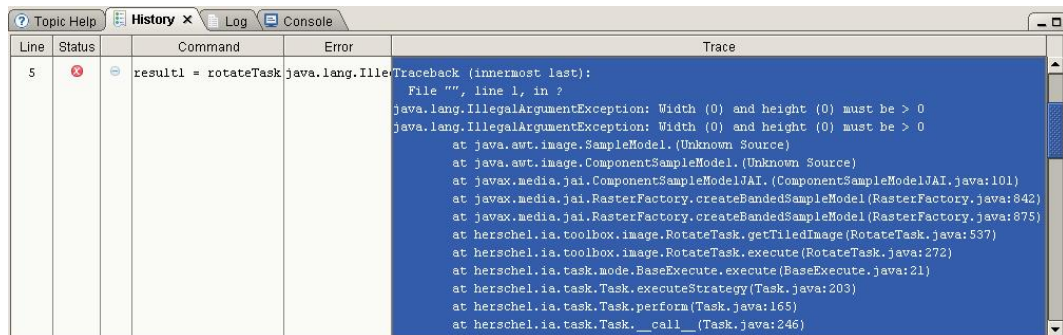 Topic Help History Log Console
Line Status Command Error Trace
5 result1 = rotateTask java.lang.Ille Traceback (innermost last):
File "", line 1, in ?
java.lang.IllegalArgumentException: Width (0) and height (0) must be > 0
java.lang.IllegalArgumentException: Width (0) and height (0) must be > 0
at java.awt.image.SampleModel.(Unknown Source)
at java.awt.image.ComponentSampleModel.(Unknown Source)
at javax.media.jai.ComponentSampleModelJAI.(ComponentSampleModelJAI.java:101)
at javax.media.jai.RasterFactory.createBandedSampleModel(RasterFactory.java:842)
at javax.media.jai.RasterFactory.createBandedSampleModel(RasterFactory.java:875)
at herschel.ia.toolbox.image.RotateTask.getTiledImage(RotateTask.java:537)
at herschel.ia.toolbox.image.RotateTask.execute(RotateTask.java:272)
at herschel.ia.task.mode.BaseExecute.execute(BaseExecute.java:21)
at herschel.ia.task.Task.executeStrategy(Task.java:203)
at herschel.ia.task.Task.perform(Task.java:165)
at herschel.ia.task.Task.__call__(Task.java:246)